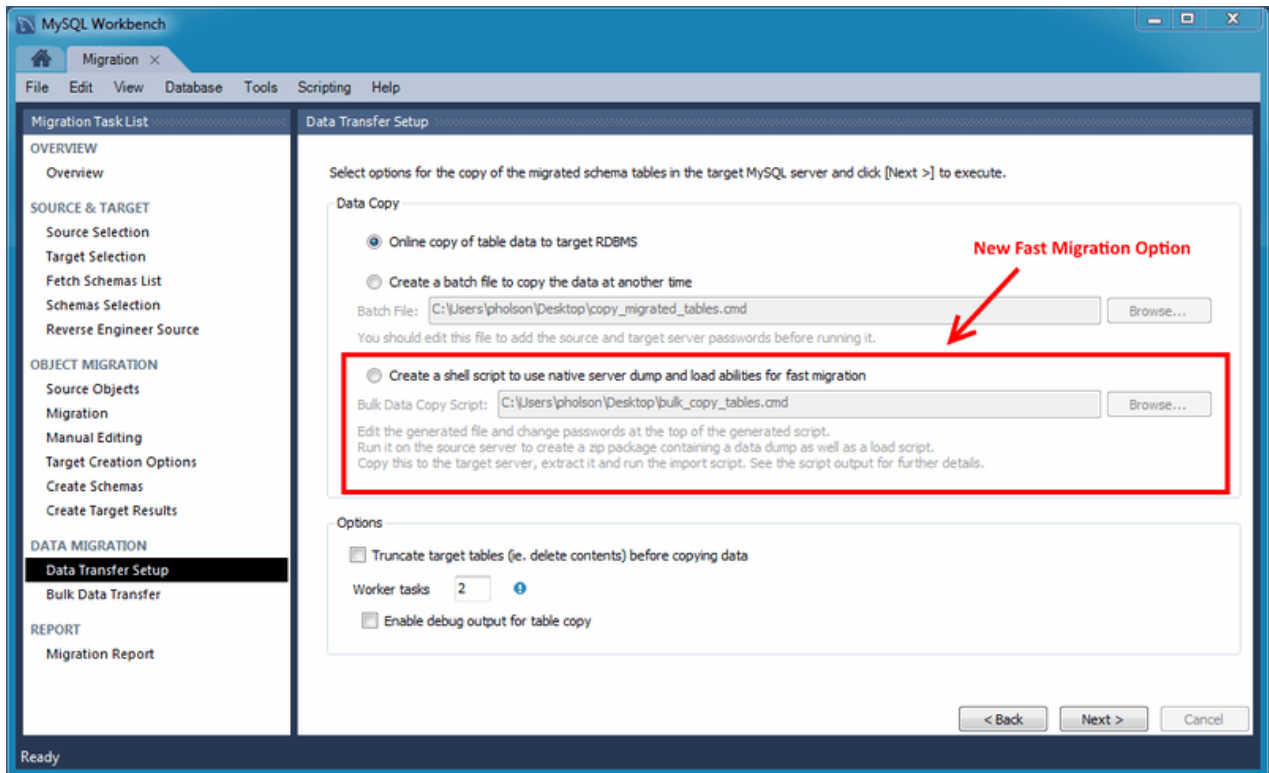 MySQL Workbench
Migration
File Edit View Database Tools Scripting Help
Migration Task List
OVERVIEW
Overview
SOURCE & TARGET
Source Selection
Target Selection
Fetch Schemas List
Schemas Selection
Reverse Engineer Source
OBJECT MIGRATION
Source Objects
Migration
Manual Editing
Target Creation Options
Create Schemas
Create Target Results
DATA MIGRATION
Data Transfer Setup
Bulk Data Transfer
REPORT
Migration Report
Data Transfer Setup
Select options for the copy of the migrated schema tables in the target MySQL server and click [Next >] to execute.
Data Copy
Online copy of table data to target RDBMS
New Fast Migration Option
Create a batch file to copy the data at another time
Batch File: C:\Users\pholson\Desktop\copy_migrated_tables.cmd Browse...
You should edit this file to add the source and target server passwords before running it.
Create a shell script to use native server dump and load abilities for fast migration
Bulk Data Copy Script: C:\Users\pholson\Desktop\bulk_copy_tables.cmd Browse...
Edit the generated file and change passwords at the top of the generated script.
Run it on the source server to create a zip package containing a data dump as well as a load script.
Copy this to the target server, extract it and run the import script. See the script output for further details.
Options
Truncate target tables (ie. delete contents) before copying data
Worker tasks 2
Enable debug output for table copy
< Back Next > Cancel
Ready